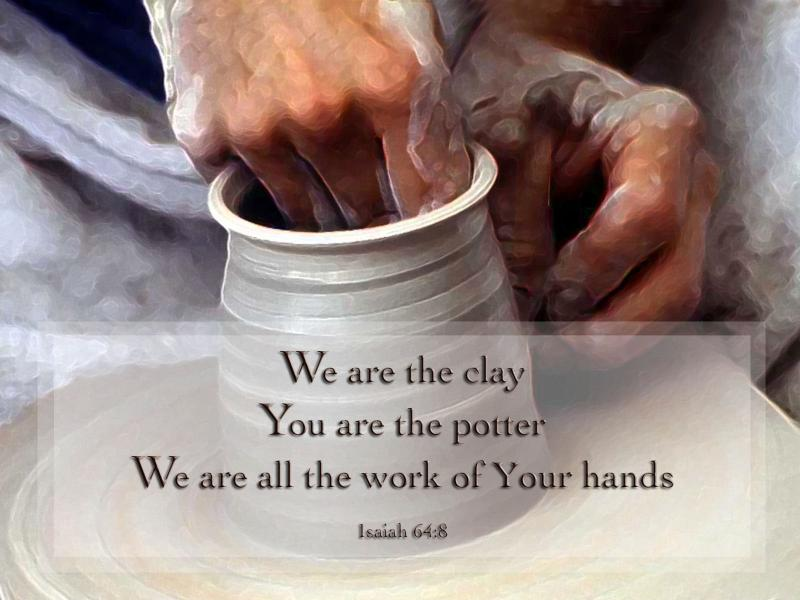 We are the clay
You are the potter
We are all the work of Your hands
Isaiah 64:8